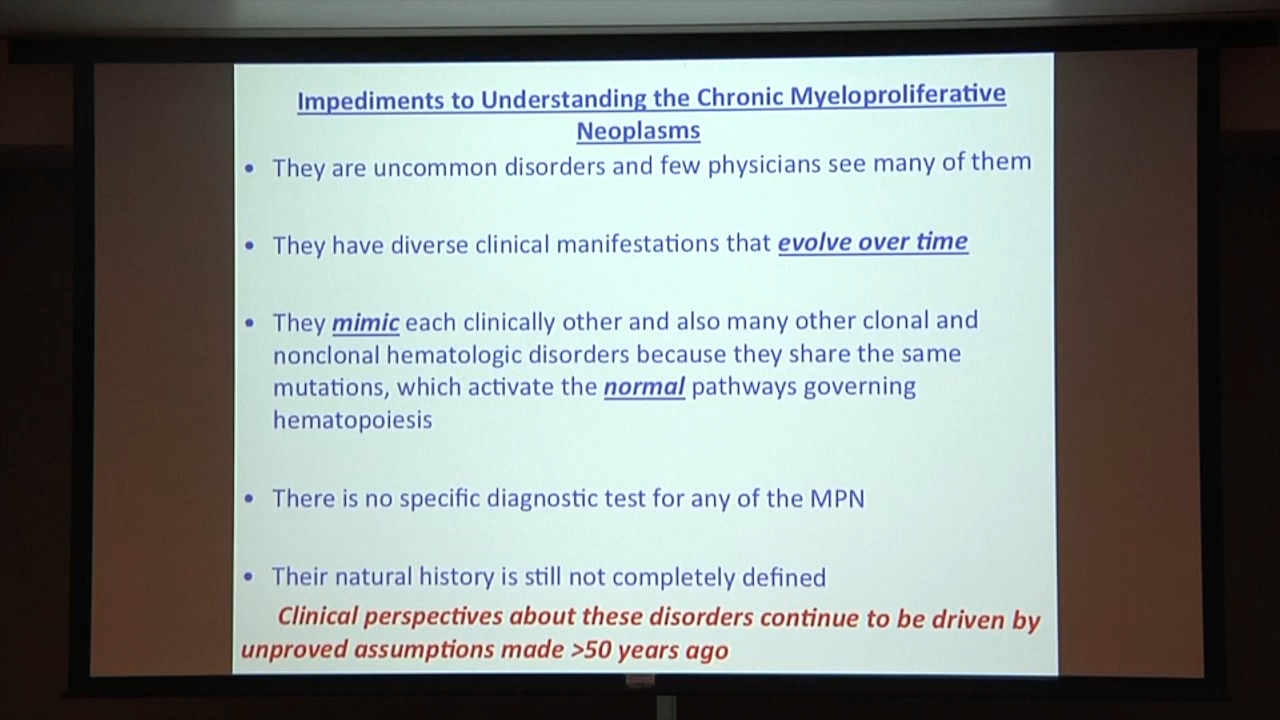 Impediments to Understanding the Chronic Myeloproliferative
Neoplasms
• They are uncommon disorders and few physicians see many of them
• They have diverse clinical manifestations that evolve over time
• They mimic each clinically other and also many other clonal and
nonclonal hematologic disorders because they share the same
mutations, which activate the normal pathways governing
hematopoiesis
• There is no specific diagnostic test for any of the MPN
• Their natural history is still not completely defined
Clinical perspectives about these disorders continue to be driven by
unproved assumptions made >50 years ago